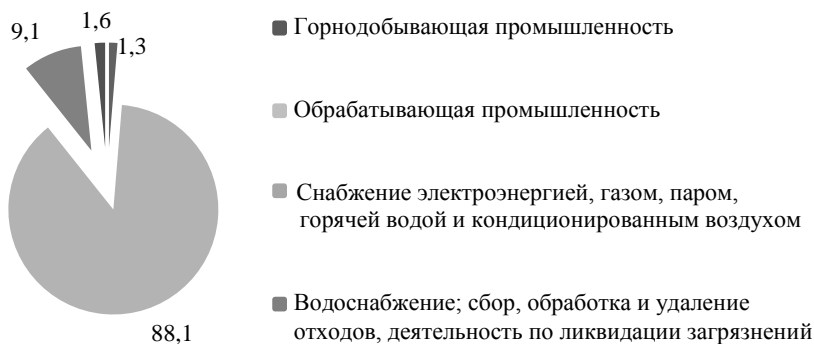 9,1
1,6
1,3
88,1
Горнодобывающая промышленность
Обрабатывающая промышленность
Снабжение электроэнергией, газом, паром,
горячей водой и кондиционированным воздухом
Водоснабжение; сбор, обработка и удаление
отходов, деятельность по ликвидации загрязнений